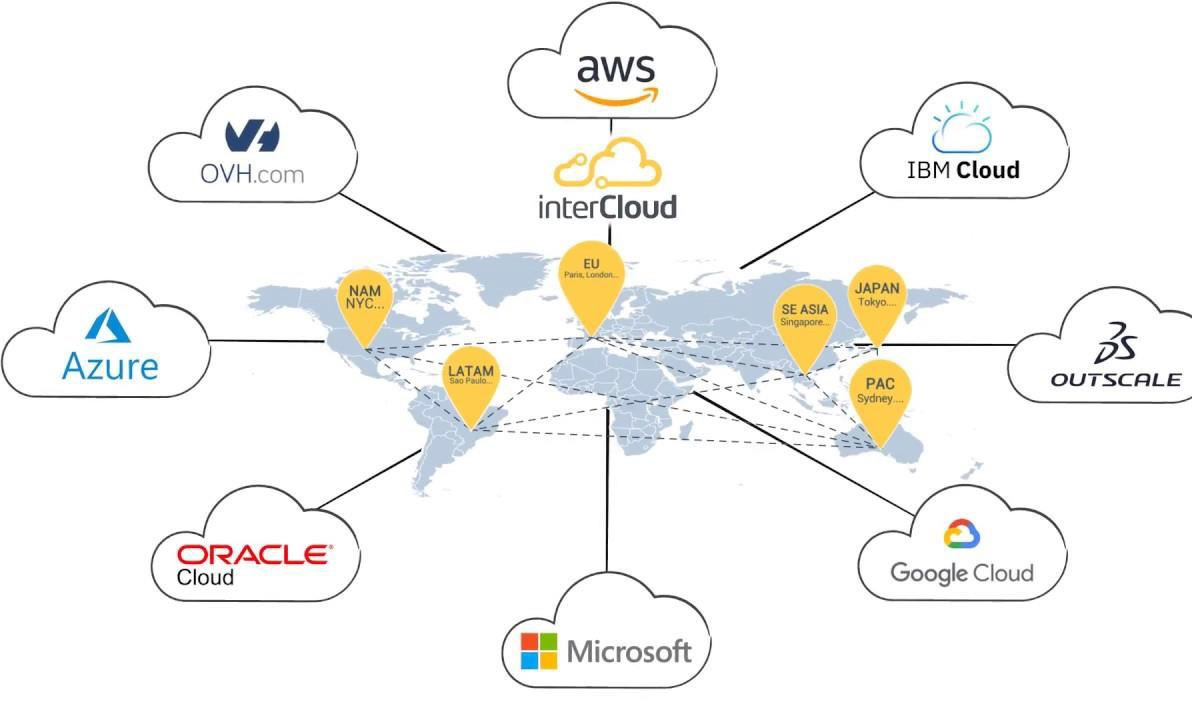 aws
OVH.com
IBM Cloud
interCloud
EU
Paris, London...
NAM
NYC...
JAPAN
Tokyo....
SE ASIA
Singapore...
Azure
LATAM
Sao Paulo...
PAC
Sydney....
3DS
OUTSCALE
ORACLE®
Cloud
Google Cloud
Microsoft